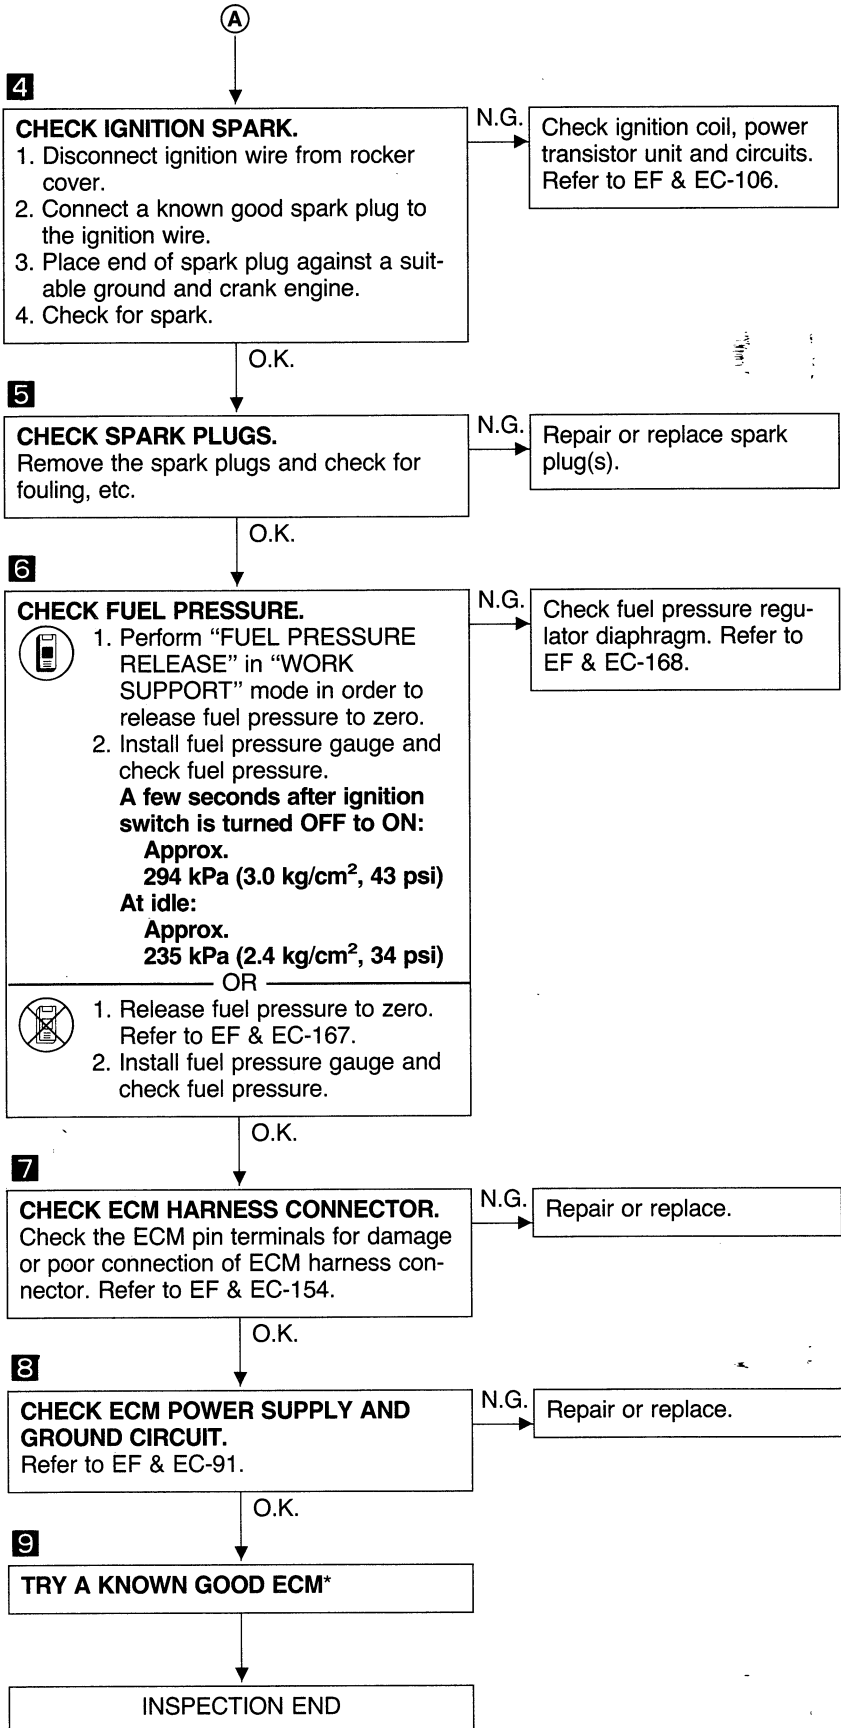 A
4
CHECK IGNITION SPARK.
1. Disconnect ignition wire from rocker
cover.
2. Connect a known good spark plug to
the ignition wire.
3. Place end of spark plug against a suit-
able ground and crank engine.
4. Check for spark.
N.G.
Check ignition coil, power
transistor unit and circuits.
Refer to EF & EC-106.
O.K.
5
CHECK SPARK PLUGS.
Remove the spark plugs and check for
fouling, etc.
N.G.
Repair or replace spark
plug(s).
O.K.
6
CHECK FUEL PRESSURE.
1. Perform “FUEL PRESSURE
RELEASE” in “WORK
SUPPORT” mode in order to
release fuel pressure to zero.
2. Install fuel pressure gauge and
check fuel pressure.
A few seconds after ignition
switch is turned OFF to ON:
Approx.
294 kPa (3.0 kg/cm², 43 psi)
At idle:
Approx.
235 kPa (2.4 kg/cm², 34 psi)
OR
1. Release fuel pressure to zero.
Refer to EF & EC-167.
2. Install fuel pressure gauge and
check fuel pressure.
N.G.
Check fuel pressure regu-
lator diaphragm. Refer to
EF & EC-168.
O.K.
7
CHECK ECM HARNESS CONNECTOR.
Check the ECM pin terminals for damage
or poor connection of ECM harness con-
nector. Refer to EF & EC-154.
N.G.
Repair or replace.
O.K.
8
CHECK ECM POWER SUPPLY AND
GROUND CIRCUIT.
Refer to EF & EC-91.
N.G.
Repair or replace.
O.K.
9
TRY A KNOWN GOOD ECM*
INSPECTION END